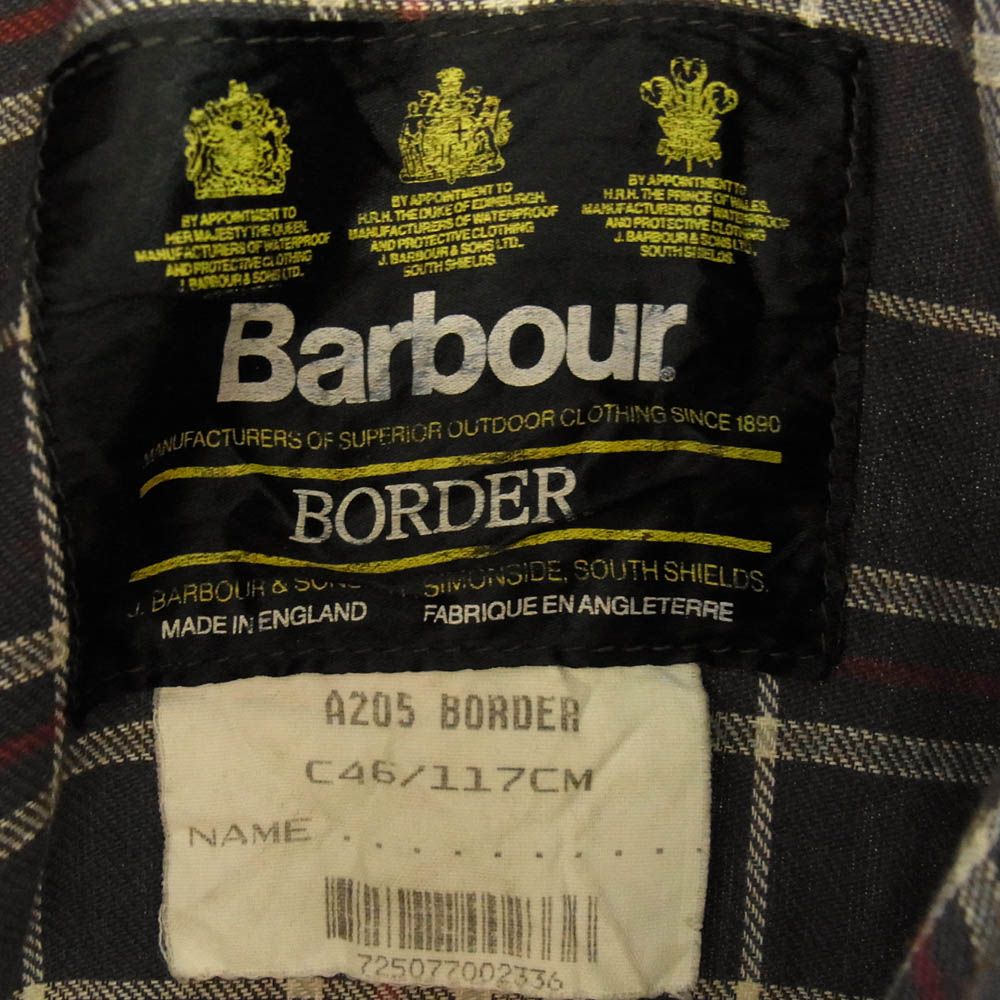 BY APPOINTMENT TO
HER MAJESTY THE QUEEN.
MANUFACTURERS OF WATERPROOF
AND PROTECTIVE CLOTHING
J. BARBOUR & SONS LTD.
BY APPOINTMENT TO
H.R.H. THE DUKE OF EDINBURGH.
MANUFACTURERS OF WATERPROOF
AND PROTECTIVE CLOTHING
J. BARBOUR & SONS LTD.,
SOUTH SHIELDS.
BY APPOINTMENT TO
H.R.H. THE PRINCE OF WALES.
MANUFACTURERS OF WATERPROOF
AND PROTECTIVE CLOTHING
J. BARBOUR & SONS LTD.,
SOUTH SHIELDS.
Barbour®
MANUFACTURERS OF SUPERIOR OUTDOOR CLOTHING SINCE 1890
BORDER
J. BARBOUR & SONS SIMONSIDE, SOUTH SHIELDS.
MADE IN ENGLAND FABRIQUE EN ANGLETERRE
A205 BORDER
C46/117CM
NAME . . . . . . . . . . .
725077002336